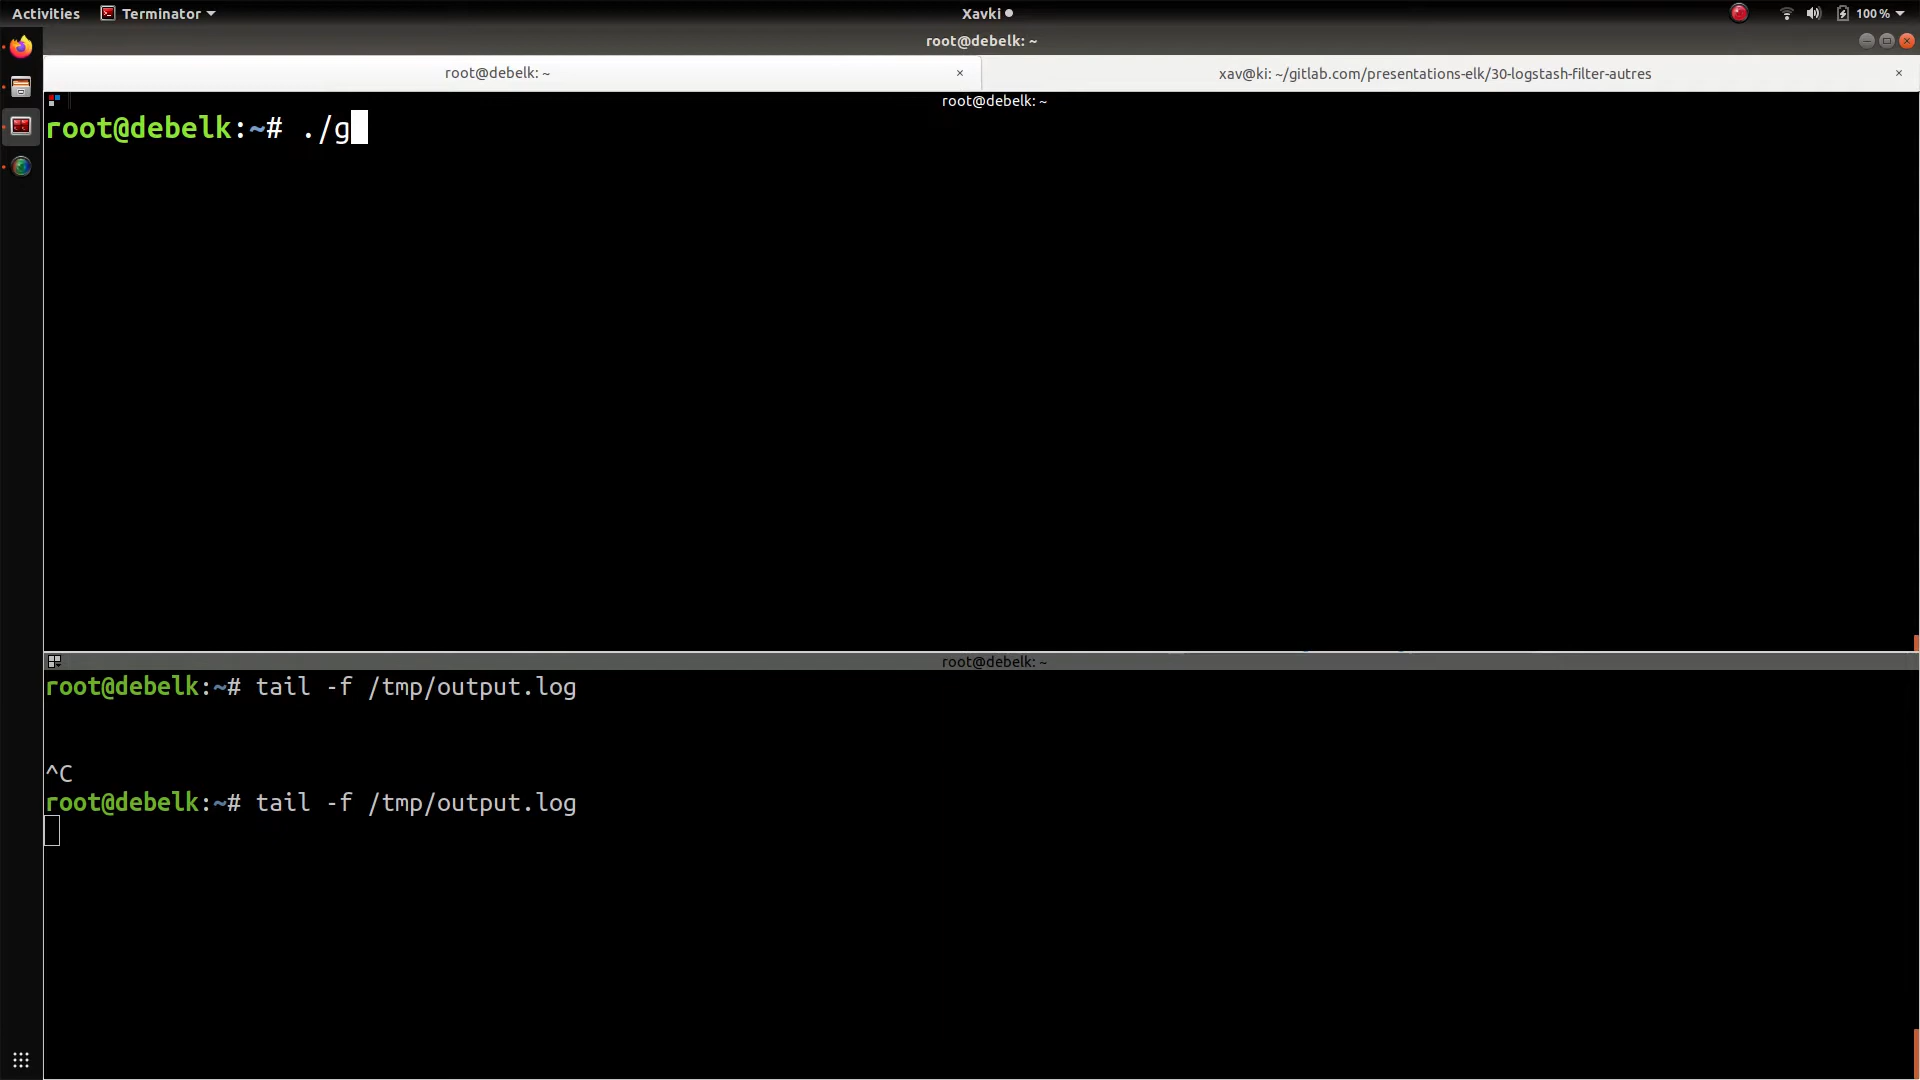 Activities Terminator Xavki 100 %
root@debelk: ~
root@debelk: ~ × xav@ki: ~/gitlab.com/presentations-elk/30-logstash-filter-autres ×
root@debelk: ~
root@debelk:~# ./g
root@debelk: ~
root@debelk:~# tail -f /tmp/output.log
^C
root@debelk:~# tail -f /tmp/output.log